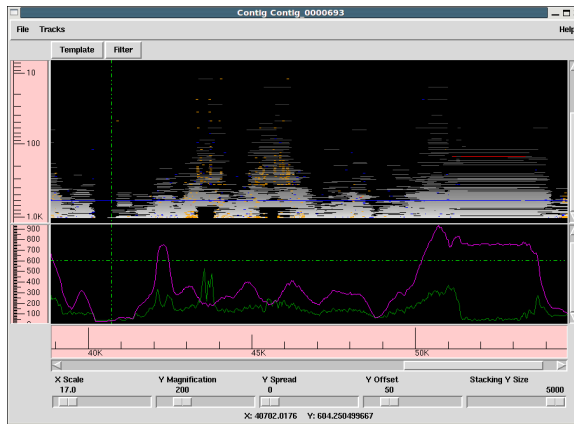 Contig Contig_0000693
File Tracks Help
Template Filter
10
100
1.0K
900
800
700
600
500
400
300
200
100
0
40K 45K 50K
X Scale Y Magnification Y Spread Y Offset Stacking Y Size
17.0 200 0 50 5000
X: 40702.0176 Y: 604.250499667